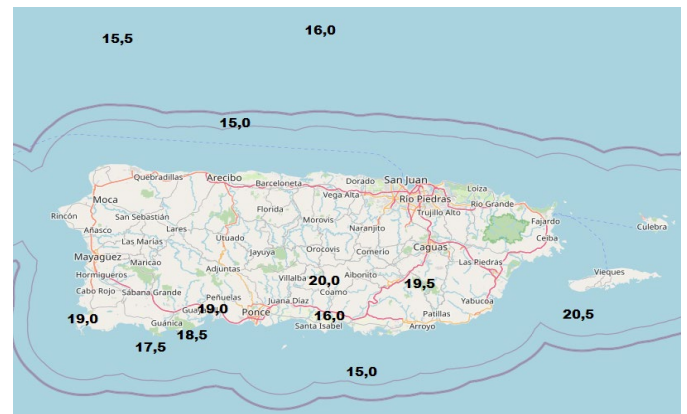 16,0
15,5
15,0
Quebradillas
Arecibo
Barceloneta
Dorado
San Juan
Loiza
Moca
Vega Alta
Río Piedras
Río Grande
Rincón
San Sebastián
Florida
Morovis
Trujillo Alto
Fajardo
Añasco
Lares
Naranjito
Culebra
Las Marías
Utuado
Jayuya
Orocovis
Comerío
Caguas
Ceiba
Mayagüez
Maricao
Adjuntas
Las Piedras
Hormigueros
Villalba
20,0
Aibonito
19,5
Vieques
Cabo Rojo
Sabana Grande
Peñuelas
Coamo
Yabucoa
19,0
Guánica
19,0
Ponce
Juana Díaz
16,0
Santa Isabel
Patillas
Arroyo
20,5
17,5
18,5
15,0